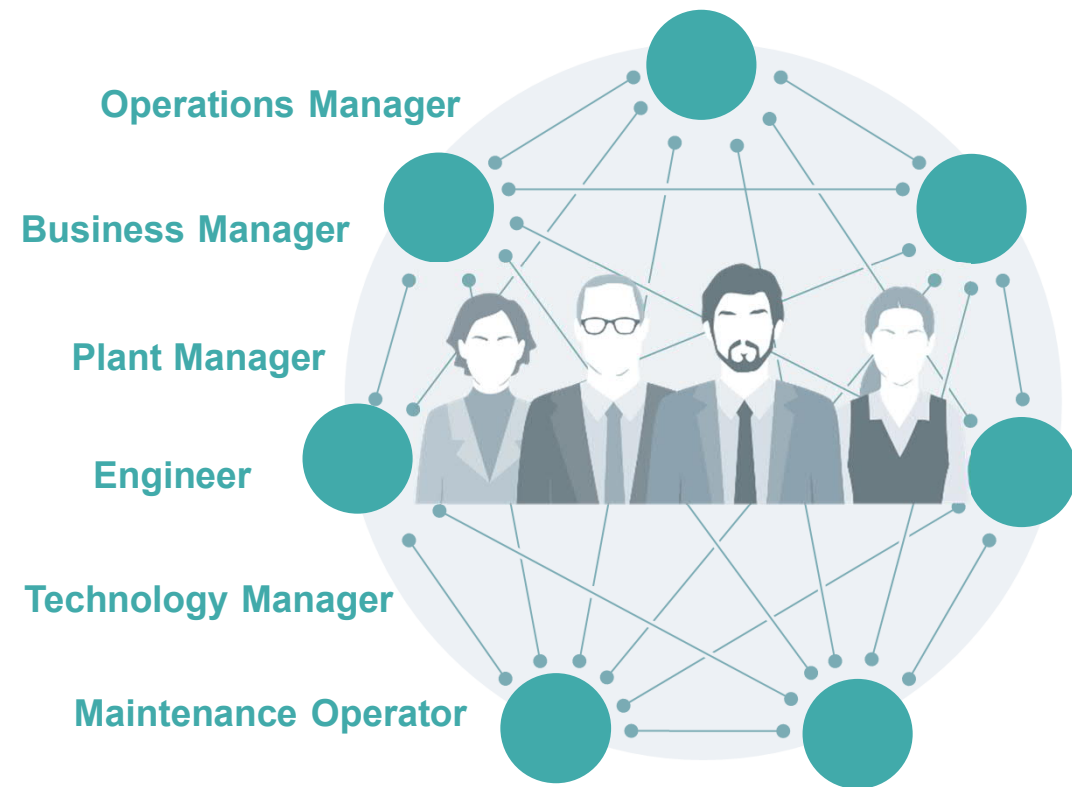 Operations Manager
Business Manager
Plant Manager
Engineer
Technology Manager
Maintenance Operator